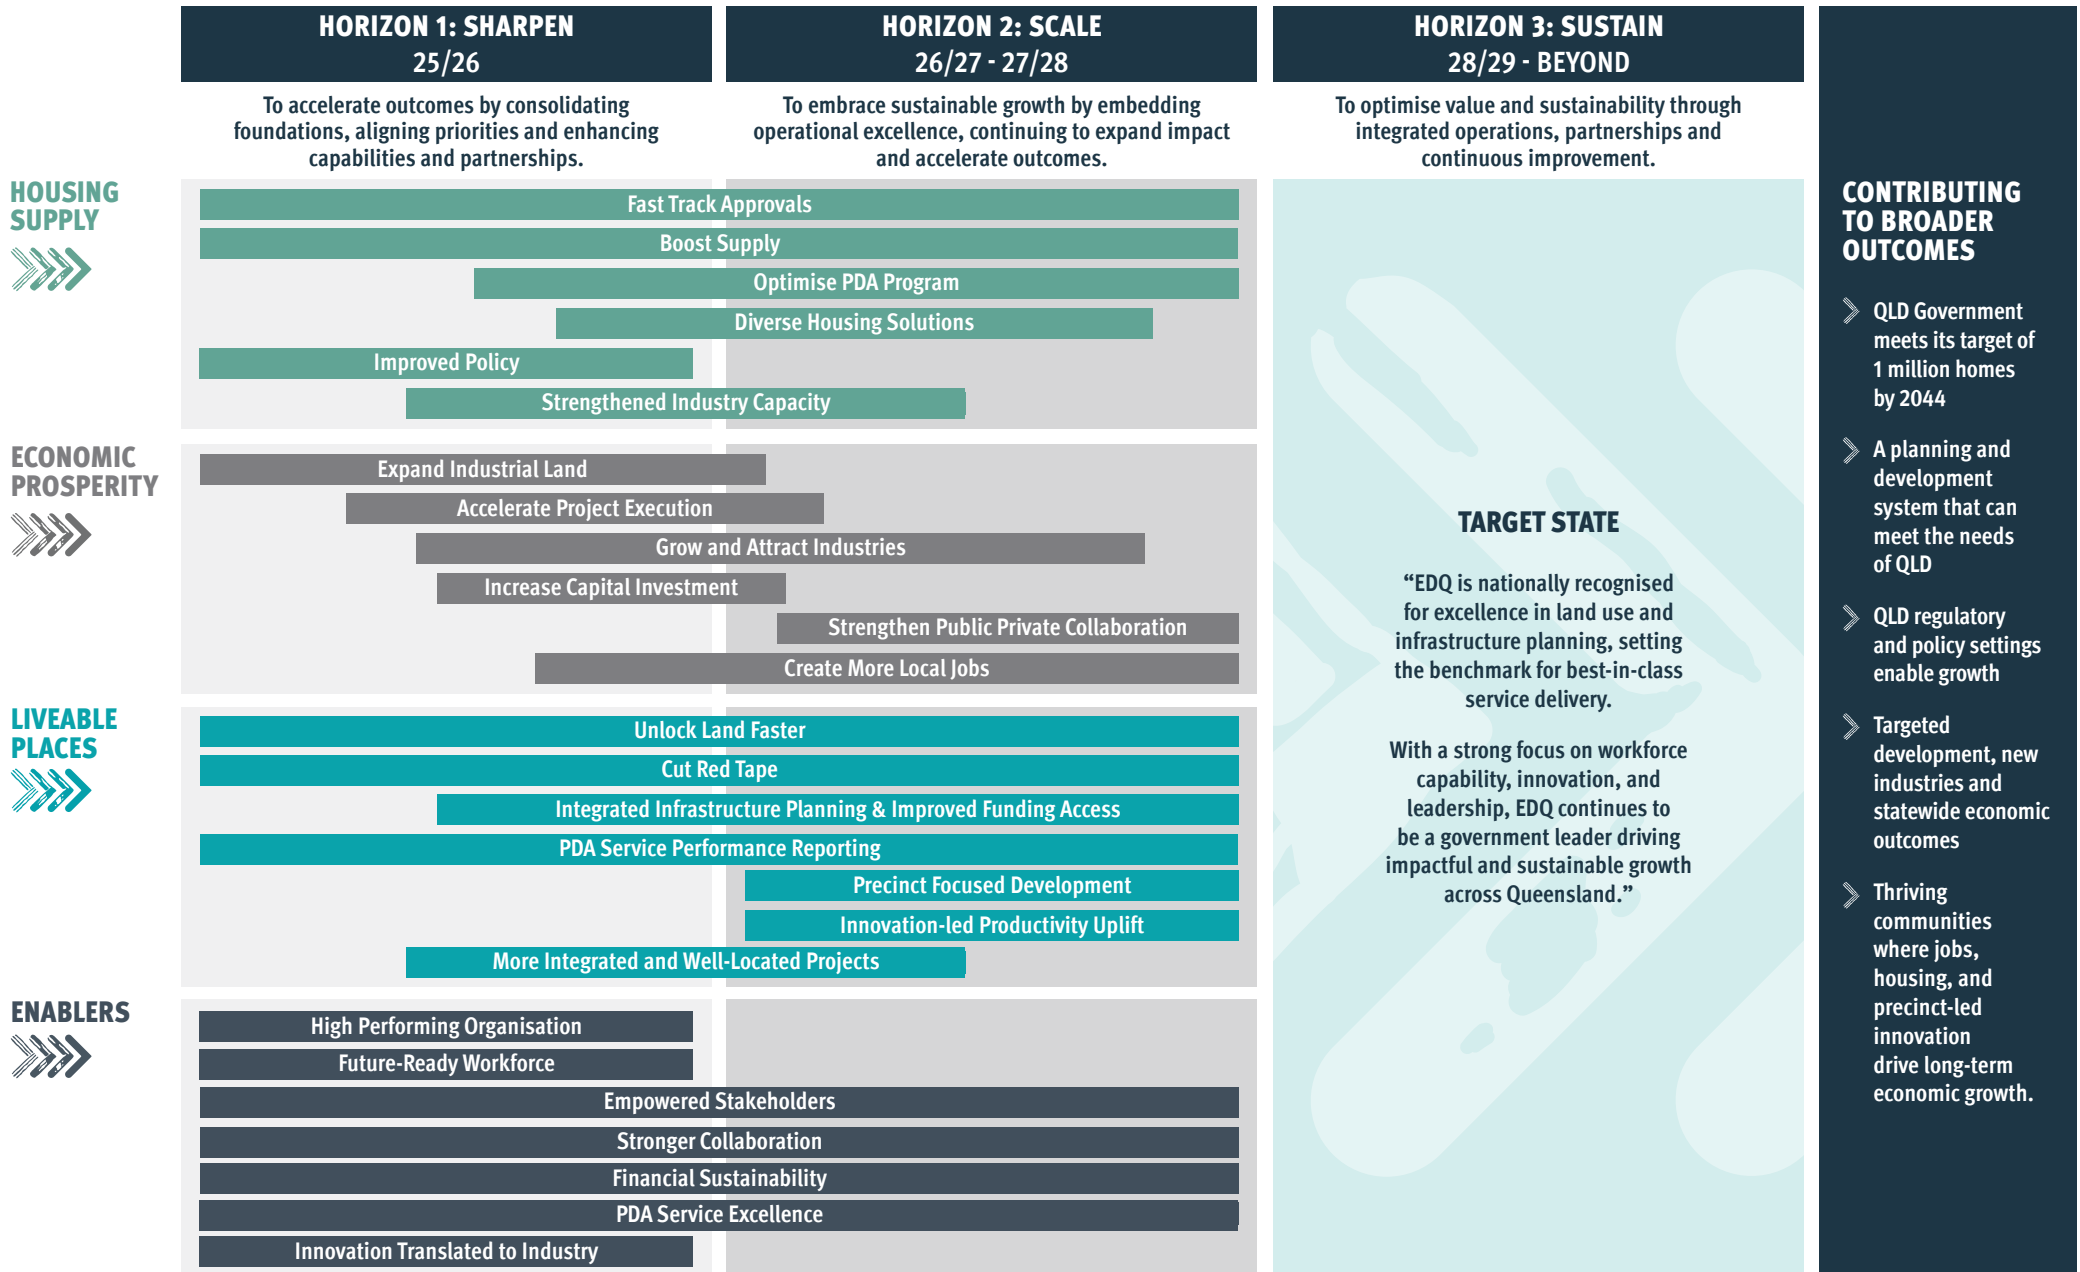 HORIZON 1: SHARPEN
25/26
To accelerate outcomes by consolidating
foundations, aligning priorities and enhancing
capabilities and partnerships.
HORIZON 2: SCALE
26/27 - 27/28
To embrace sustainable growth by embedding
operational excellence, continuing to expand impact
and accelerate outcomes.
HORIZON 3: SUSTAIN
28/29 - BEYOND
To optimise value and sustainability through
integrated operations, partnerships and
continuous improvement.
HOUSING
SUPPLY
Fast Track Approvals
Boost Supply
Optimise PDA Program
Diverse Housing Solutions
Improved Policy
Strengthened Industry Capacity
ECONOMIC
PROSPERITY
Expand Industrial Land
Accelerate Project Execution
Grow and Attract Industries
Increase Capital Investment
Strengthen Public Private Collaboration
Create More Local Jobs
LIVEABLE
PLACES
Unlock Land Faster
Cut Red Tape
Integrated Infrastructure Planning & Improved Funding Access
PDA Service Performance Reporting
Precinct Focused Development
Innovation-led Productivity Uplift
More Integrated and Well-Located Projects
ENABLERS
High Performing Organisation
Future-Ready Workforce
Empowered Stakeholders
Stronger Collaboration
Financial Sustainability
PDA Service Excellence
Innovation Translated to Industry
TARGET STATE
“EDQ is nationally recognised
for excellence in land use and
infrastructure planning, setting
the benchmark for best-in-class
service delivery.
With a strong focus on workforce
capability, innovation, and
leadership, EDQ continues to
be a government leader driving
impactful and sustainable growth
across Queensland.”
CONTRIBUTING
TO BROADER
OUTCOMES
QLD Government
meets its target of
1 million homes
by 2044
A planning and
development
system that can
meet the needs
of QLD
QLD regulatory
and policy settings
enable growth
Targeted
development, new
industries and
statewide economic
outcomes
Thriving
communities
where jobs,
housing, and
precinct-led
innovation
drive long-term
economic growth.